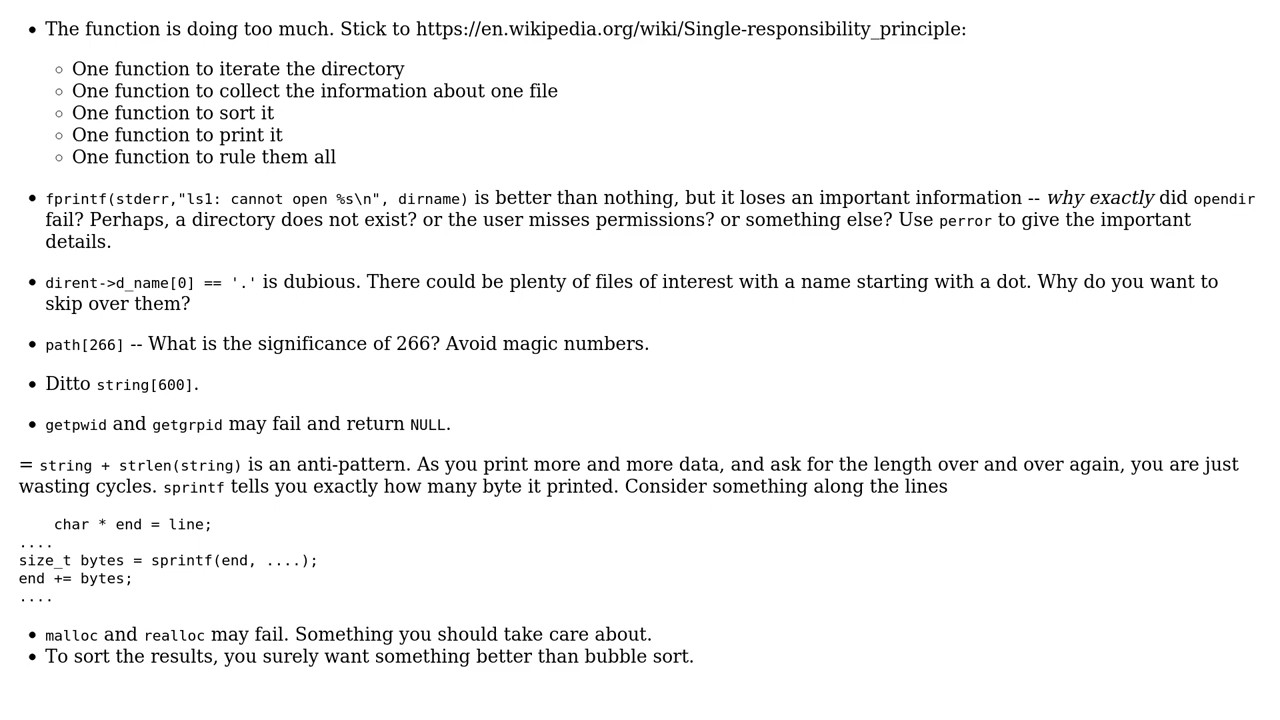 • The function is doing too much. Stick to https://en.wikipedia.org/wiki/Single-responsibility_principle:
◦ One function to iterate the directory
◦ One function to collect the information about one file
◦ One function to sort it
◦ One function to print it
◦ One function to rule them all
• fprintf(stderr,"ls1: cannot open %s\n", dirname) is better than nothing, but it loses an important information -- why exactly did opendir
fail? Perhaps, a directory does not exist? or the user misses permissions? or something else? Use perror to give the important
details.
• dirent->d_name[0] == '.' is dubious. There could be plenty of files of interest with a name starting with a dot. Why do you want to
skip over them?
• path[266] -- What is the significance of 266? Avoid magic numbers.
• Ditto string[600].
• getpwid and getgrpid may fail and return NULL.
= string + strlen(string) is an anti-pattern. As you print more and more data, and ask for the length over and over again, you are just
wasting cycles. sprintf tells you exactly how many byte it printed. Consider something along the lines
    char * end = line;
....
size_t bytes = sprintf(end, ....);
end += bytes;
....
• malloc and realloc may fail. Something you should take care about.
• To sort the results, you surely want something better than bubble sort.